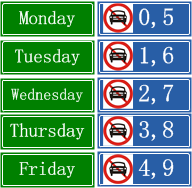 Monday 0,5
Tuesday 1,6
Wednesday 2,7
Thursday 3,8
Friday 4,9